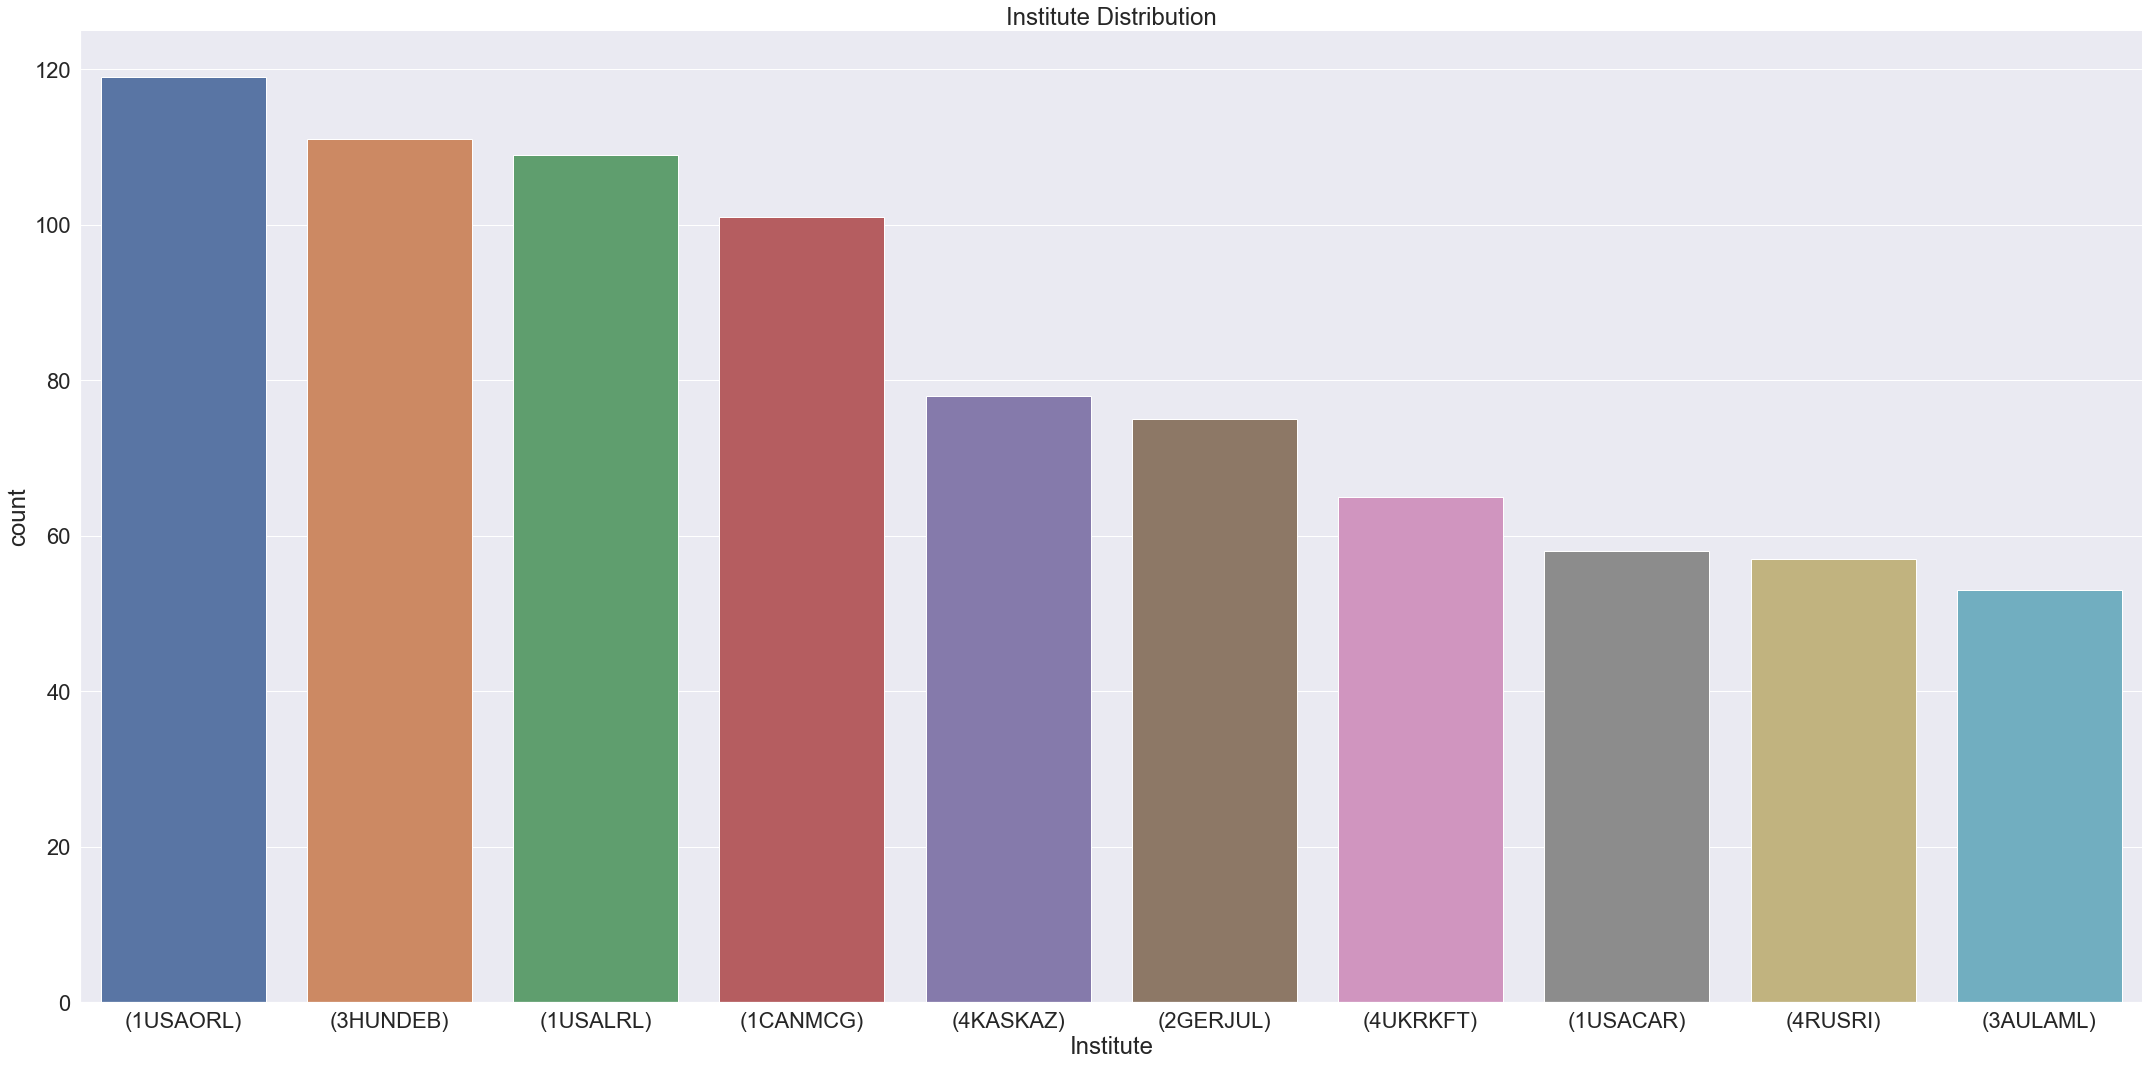 Institute Distribution
120
100
80
60
40
20
0
count
(1USAORL) (3HUNDEB) (1USALRL) (1CANMCG) (4KASKAZ) (2GERJUL) (4UKRKFT) (1USACAR) (4RUSRI) (3AULAML)
Institute